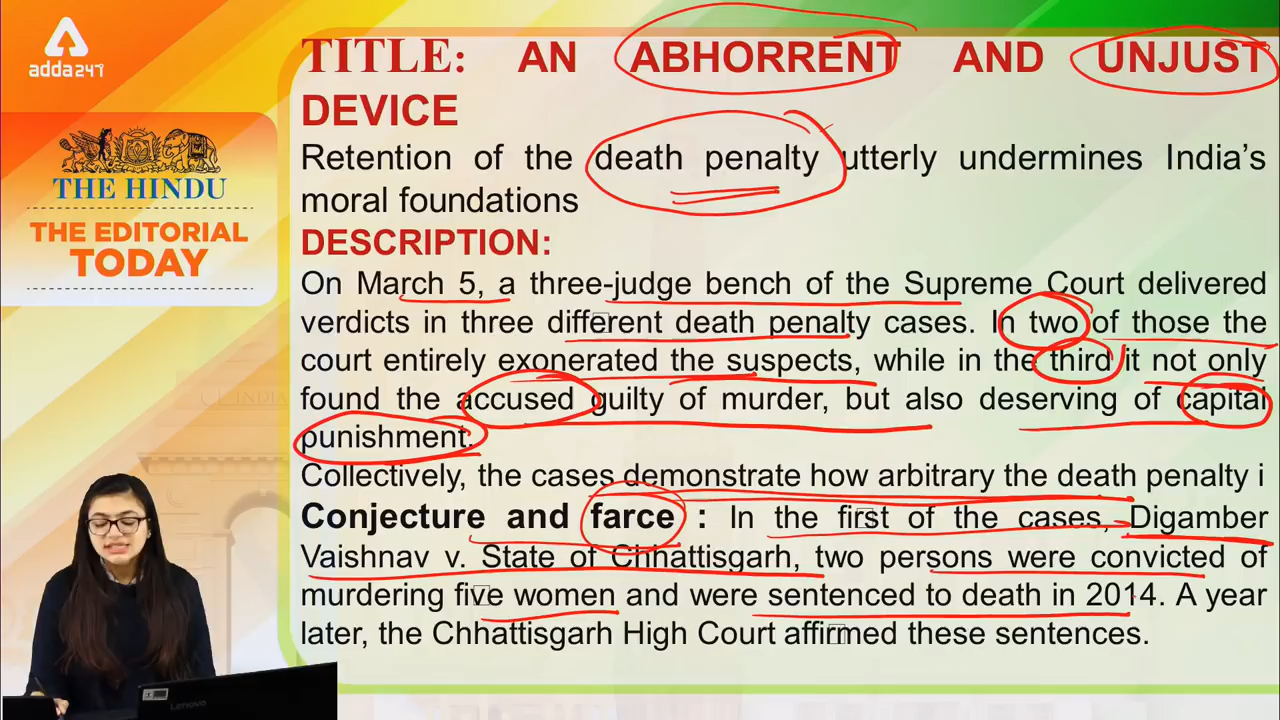 adda247
THE HINDU
THE EDITORIAL
TODAY
TITLE: AN ABHORRENT AND UNJUST
DEVICE
Retention of the death penalty utterly undermines India's
moral foundations
DESCRIPTION:
On March 5, a three-judge bench of the Supreme Court delivered
verdicts in three different death penalty cases. In two of those the
court entirely exonerated the suspects, while in the third it not only
found the accused guilty of murder, but also deserving of capital
punishment.
Collectively, the cases demonstrate how arbitrary the death penalty i
Conjecture and farce : In the first of the cases, Digamber
Vaishnav v. State of Chhattisgarh, two persons were convicted of
murdering five women and were sentenced to death in 2014. A year
later, the Chhattisgarh High Court affirmed these sentences.
Lenovo